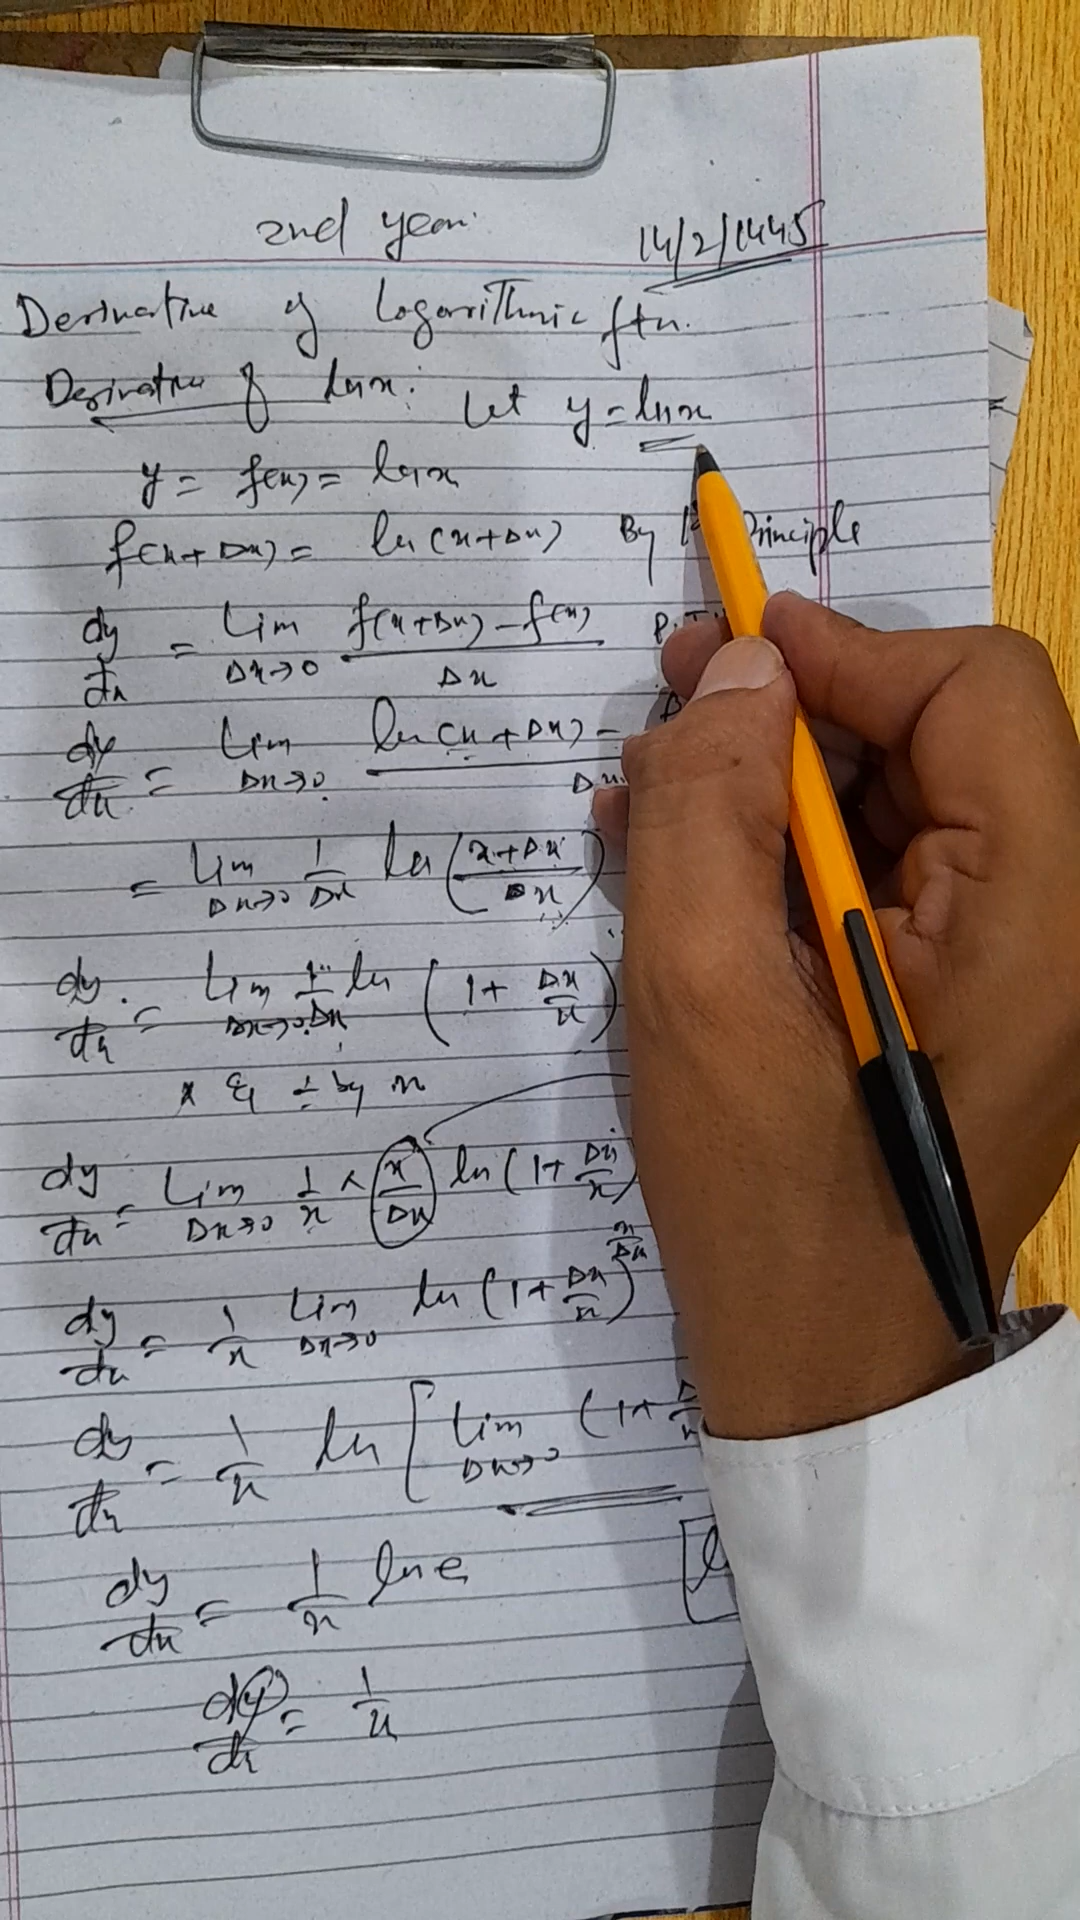 2nd year
14/2/1445
Derivative of Logarithmic ftn.
Derivative of lnx: Let y = lnx
y = f(x) = lnx
f(x+Δx) = ln(x+Δx) By 1st Principle
dy/dx = Lim Δx→0 f(x+Δx) - f(x) / Δx
dy/dx = Lim Δx→0 ln(x+Δx) - / Δx
= Lim Δx→0 1/Δx ln(x+Δx / x)
dy/dx = Lim Δx→0 1/Δx ln(1 + Δx/x)
× & ÷ by x
dy/dx = Lim Δx→0 1/x × x/Δx ln(1+ Δx/x)
dy/dx = 1/x Lim Δx→0 ln(1+ Δx/x)^x/Δx
dy/dx = 1/x ln[Lim Δx→0 (1+
dy/dx = 1/x lne
dy/dx = 1/x